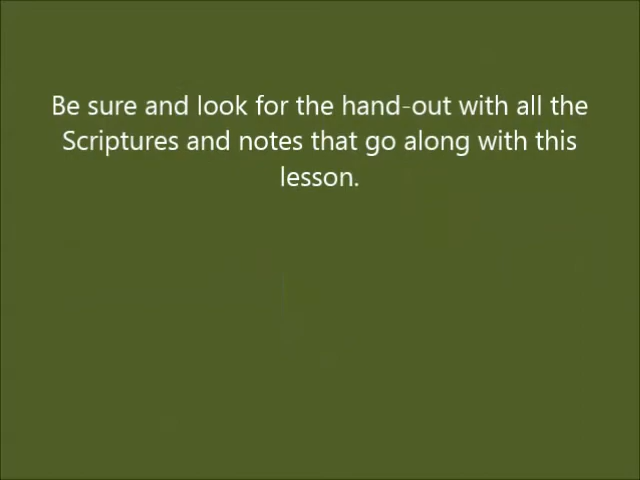 Be sure and look for the hand-out with all the
Scriptures and notes that go along with this
lesson.